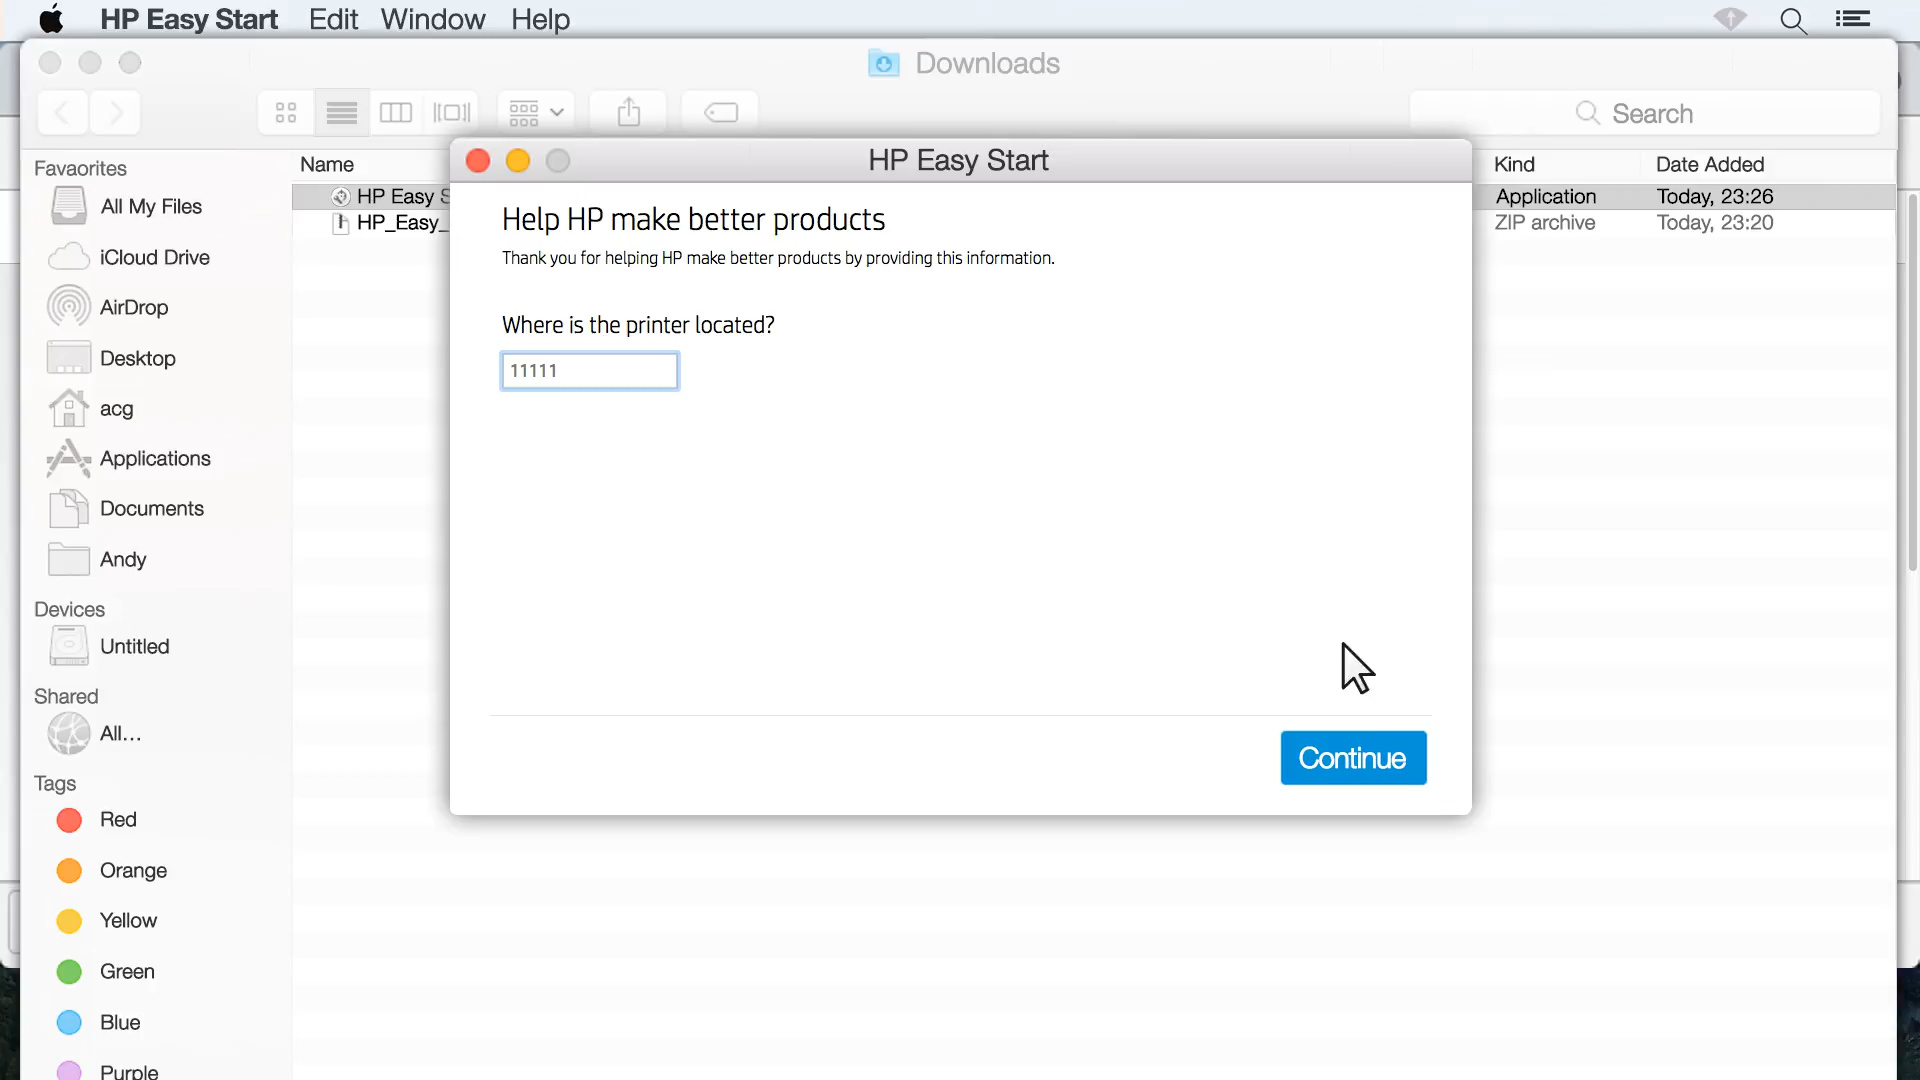 HP Easy Start Edit Window Help
Downloads
Search
Favorites
All My Files
iCloud Drive
AirDrop
Desktop
acg
Applications
Documents
Andy
Devices
Untitled
Shared
All...
Tags
Red
Orange
Yellow
Green
Blue
Purple
Name Kind Date Added
HP Easy S Application Today, 23:26
HP_Easy_ ZIP archive Today, 23:20
HP Easy Start
Help HP make better products
Thank you for helping HP make better products by providing this information.
Where is the printer located?
11111
Continue